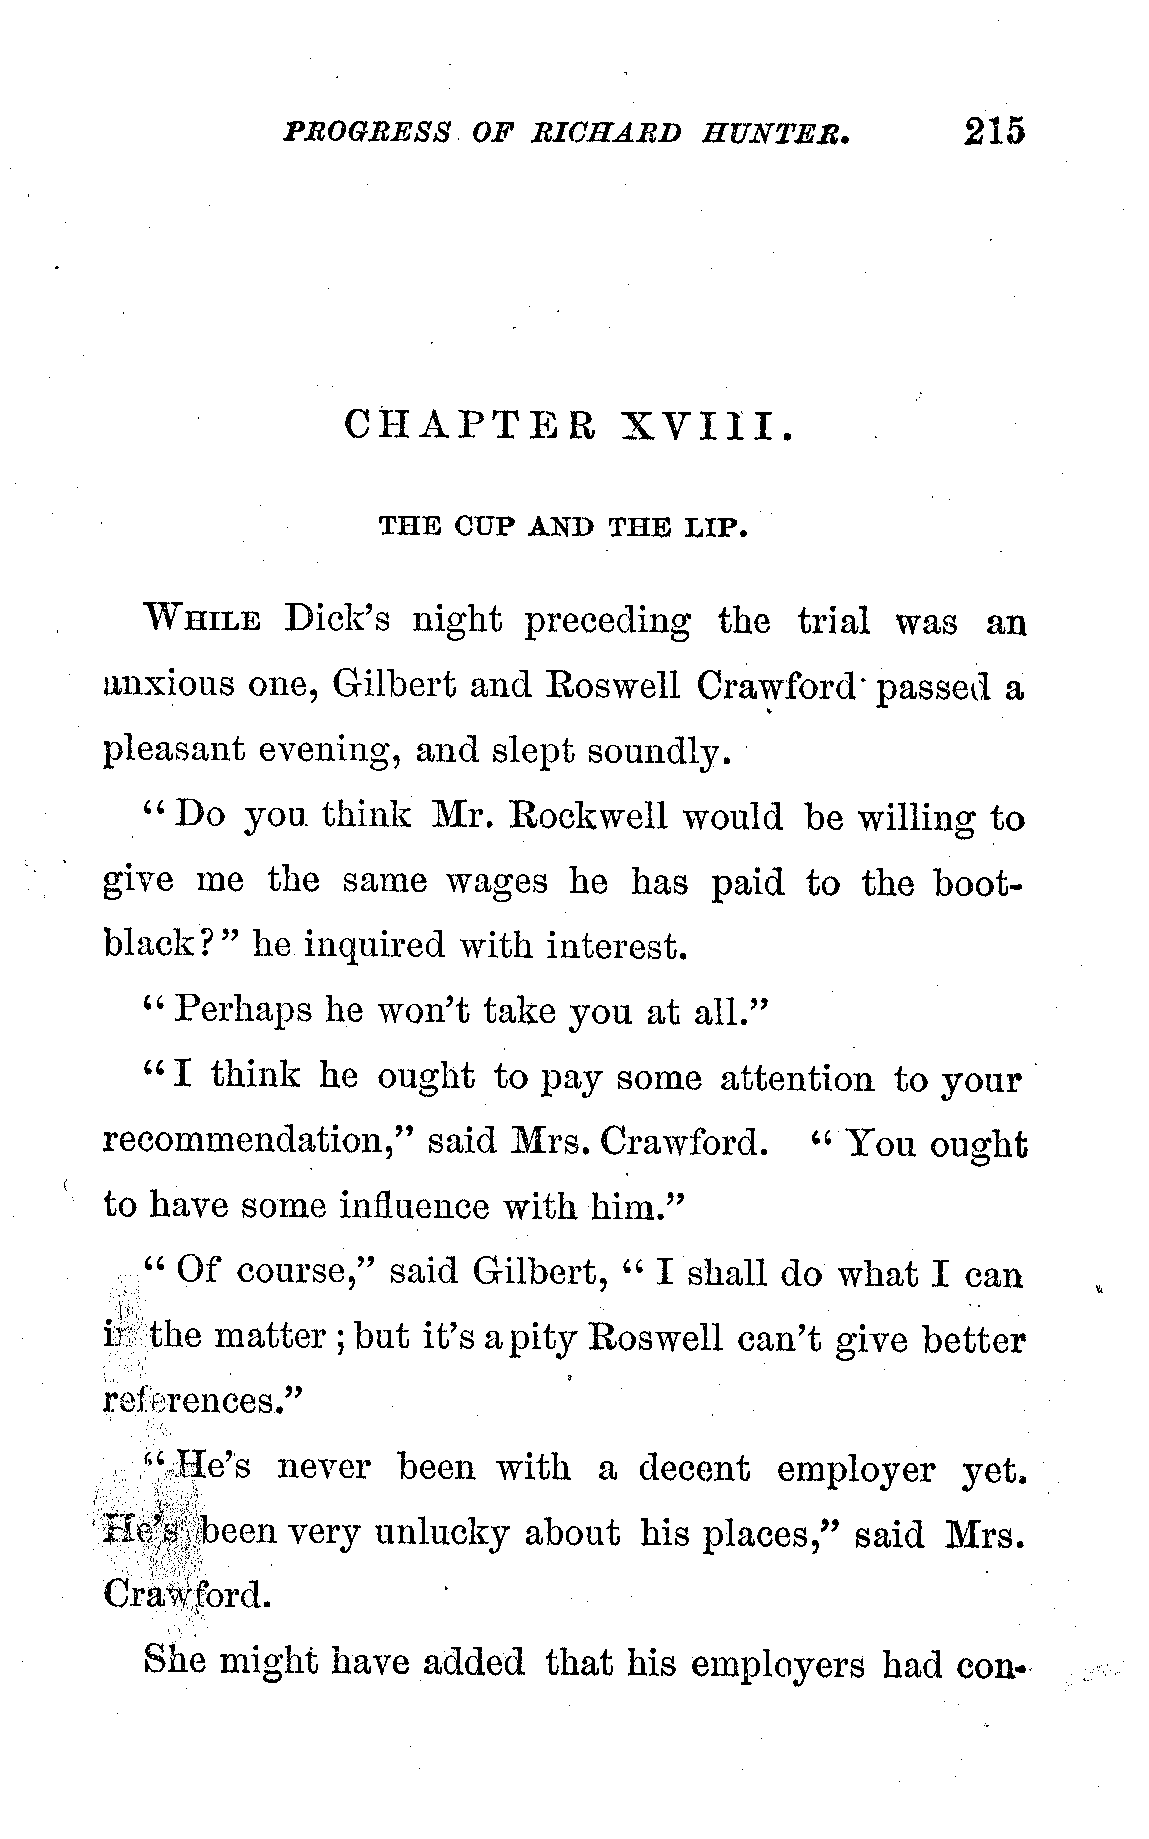 PROGRESS OF RICHARD HUNTER. 215
CHAPTER XVIII.
THE CUP AND THE LIP.
WHILE Dick's night preceding the trial was an
anxious one, Gilbert and Roswell Crawford passed a
pleasant evening, and slept soundly.
"Do you think Mr. Rockwell would be willing to
give me the same wages he has paid to the boot-
black?" he inquired with interest.
"Perhaps he won't take you at all."
"I think he ought to pay some attention to your
recommendation," said Mrs. Crawford. "You ought
to have some influence with him."
"Of course," said Gilbert, "I shall do what I can
in the matter; but it's a pity Roswell can't give better
references."
"He's never been with a decent employer yet.
He's been very unlucky about his places," said Mrs.
Crawford.
She might have added that his employers had con-